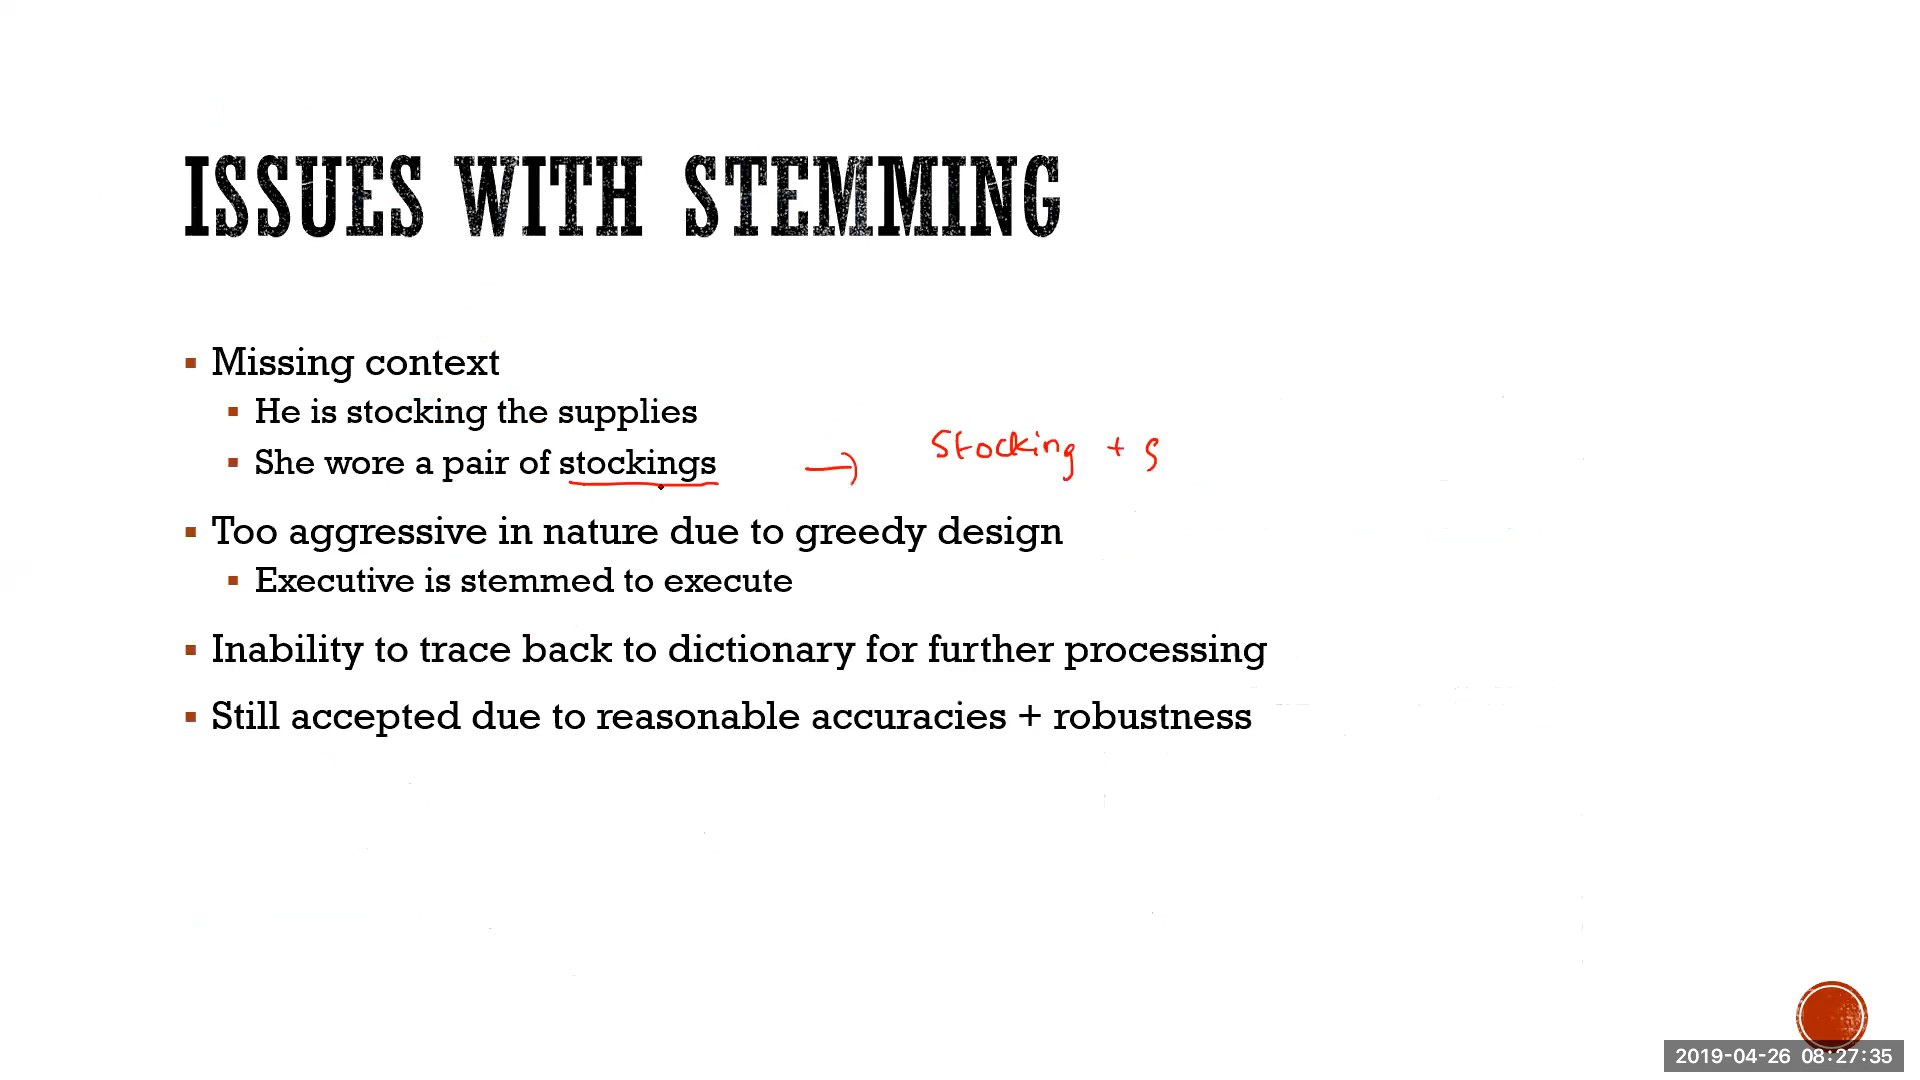 ISSUES WITH STEMMING
Missing context
He is stocking the supplies
She wore a pair of stockings
Stocking + s
Too aggressive in nature due to greedy design
Executive is stemmed to execute
Inability to trace back to dictionary for further processing
Still accepted due to reasonable accuracies + robustness
2019-04-26 08:27:35